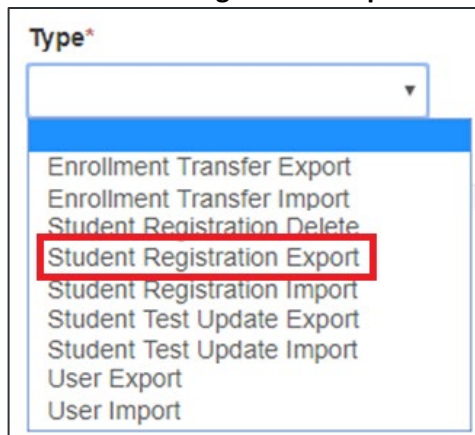 Type*
Enrollment Transfer Export
Enrollment Transfer Import
Student Registration Delete
Student Registration Export
Student Registration Import
Student Test Update Export
Student Test Update Import
User Export
User Import